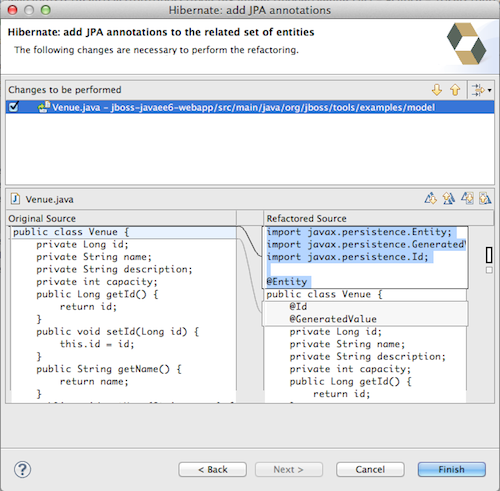 Hibernate: add JPA annotations
Hibernate: add JPA annotations to the related set of entities
The following changes are necessary to perform the refactoring.
Changes to be performed
Venue.java – jboss-javaee6-webapp/src/main/java/org/jboss/tools/examples/model
Venue.java
Original Source
public class Venue {
private Long id;
private String name;
private String description;
private int capacity;
public Long getId() {
return id;
}
public void setId(Long id) {
this.id = id;
}
public String getName() {
return name;
}
Refactored Source
import javax.persistence.Entity;
import javax.persistence.Generated
import javax.persistence.Id;
@Entity
public class Venue {
@Id
@GeneratedValue
private Long id;
private String name;
private String description;
private int capacity;
public Long getId() {
return id;
?
< Back
Next >
Cancel
Finish